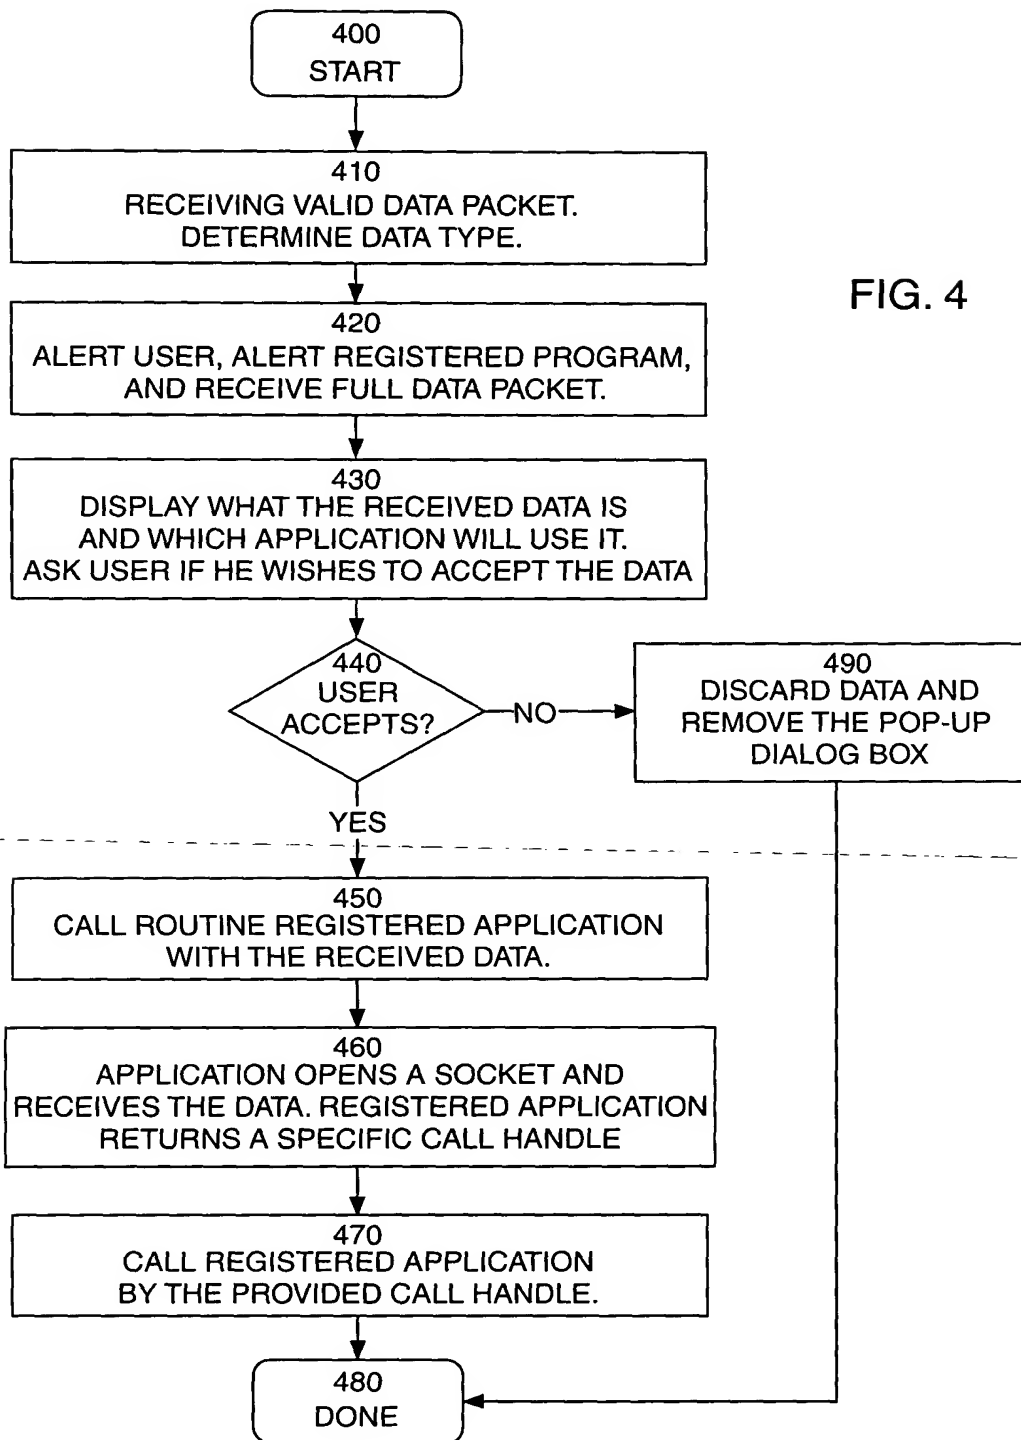 400
START
410
RECEIVING VALID DATA PACKET.
DETERMINE DATA TYPE.
FIG. 4
420
ALERT USER, ALERT REGISTERED PROGRAM,
AND RECEIVE FULL DATA PACKET.
430
DISPLAY WHAT THE RECEIVED DATA IS
AND WHICH APPLICATION WILL USE IT.
ASK USER IF HE WISHES TO ACCEPT THE DATA
440
USER
ACCEPTS?
NO
490
DISCARD DATA AND
REMOVE THE POP-UP
DIALOG BOX
YES
450
CALL ROUTINE REGISTERED APPLICATION
WITH THE RECEIVED DATA.
460
APPLICATION OPENS A SOCKET AND
RECEIVES THE DATA. REGISTERED APPLICATION
RETURNS A SPECIFIC CALL HANDLE
470
CALL REGISTERED APPLICATION
BY THE PROVIDED CALL HANDLE.
480
DONE